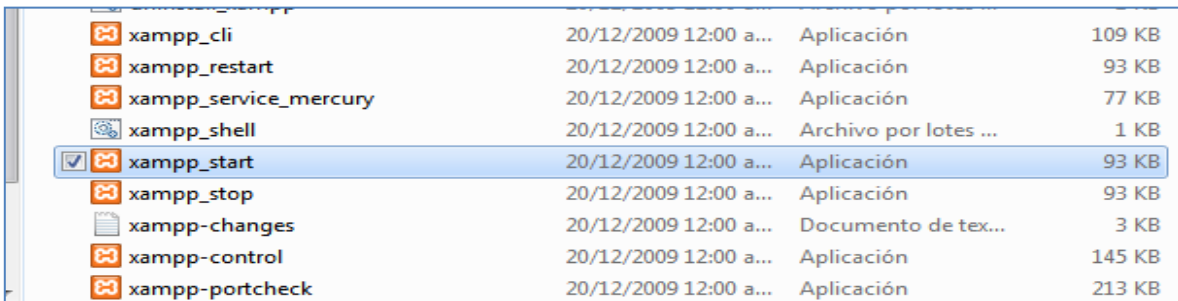 xampp_cli 20/12/2009 12:00 a... Aplicación 109 KB
xampp_restart 20/12/2009 12:00 a... Aplicación 93 KB
xampp_service_mercury 20/12/2009 12:00 a... Aplicación 77 KB
xampp_shell 20/12/2009 12:00 a... Archivo por lotes ... 1 KB
xampp_start 20/12/2009 12:00 a... Aplicación 93 KB
xampp_stop 20/12/2009 12:00 a... Aplicación 93 KB
xampp-changes 20/12/2009 12:00 a... Documento de tex... 3 KB
xampp-control 20/12/2009 12:00 a... Aplicación 145 KB
xampp-portcheck 20/12/2009 12:00 a... Aplicación 213 KB